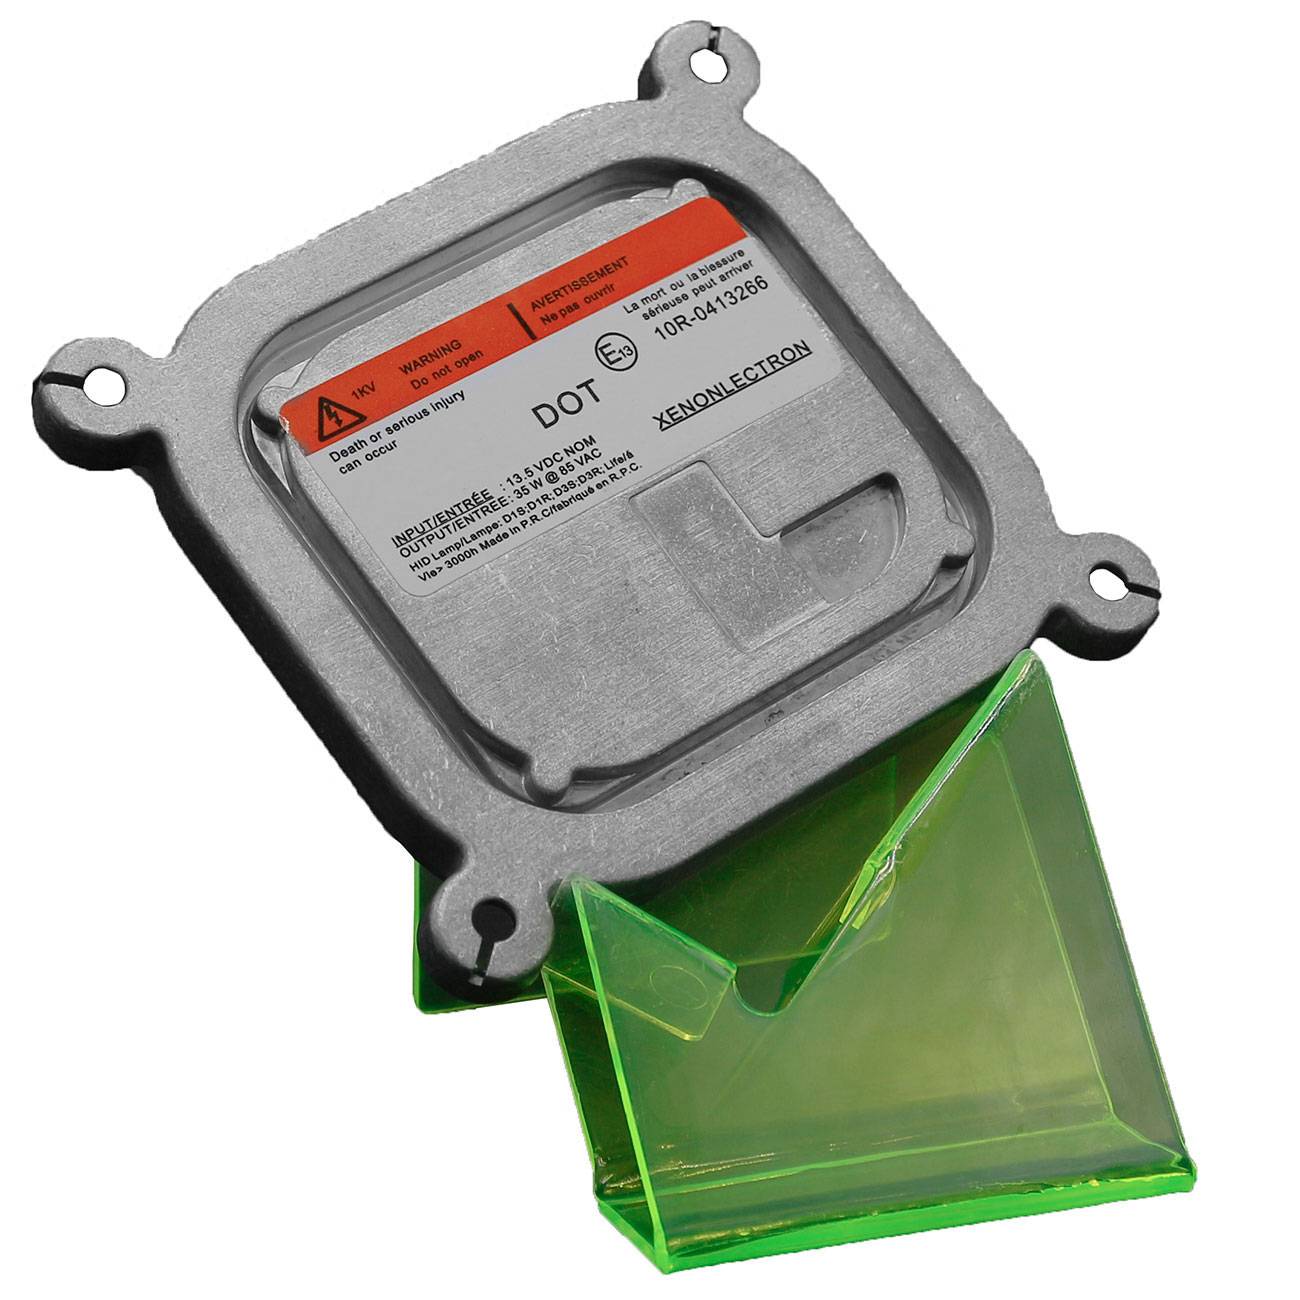 1KV WARNING
Do not open
AVERTISSEMENT
Ne pas ouvrir
Death or serious injury
can occur
La mort ou la blessure
sérieuse peut arriver
DOT
E13
10R-0413266
XENONLECTRON
INPUT/ENTRÉE : 13.5 VDC NOM
OUTPUT/ENTREE: 35 W @ 85 VAC
HID Lamp/Lampe: D1S:D1R; D3S:D3R; Life/é
Vie> 3000h Made in P.R.C/fabriqué en R.P.C.